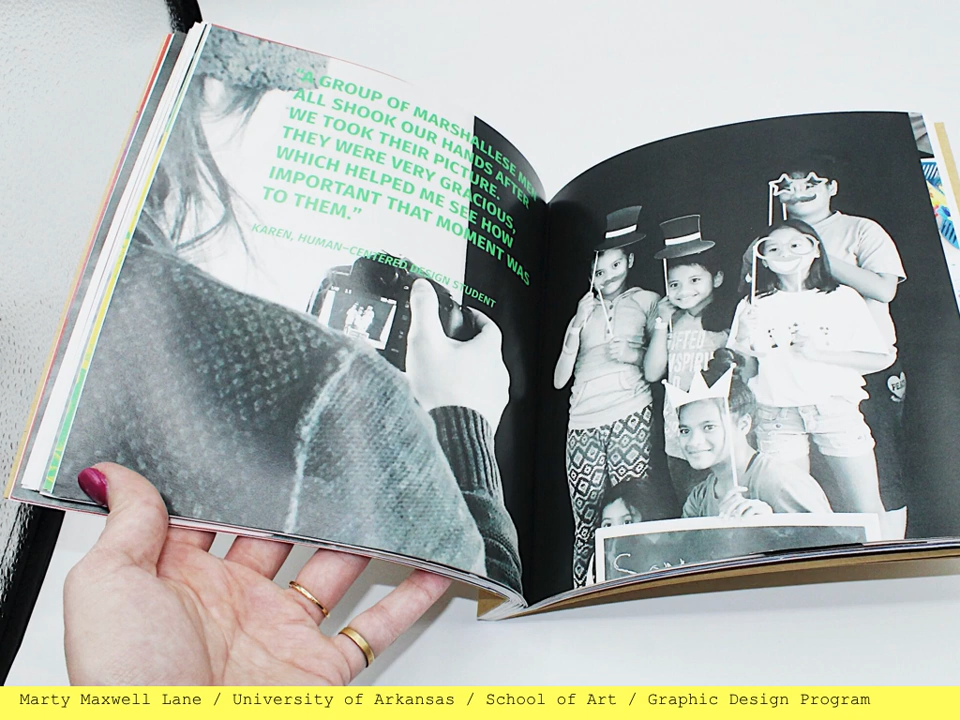 "A GROUP OF MARSHALLESE MEN
ALL SHOOK OUR HANDS AFTER
WE TOOK THEIR PICTURE.
THEY WERE VERY GRACIOUS,
WHICH HELPED ME SEE HOW
IMPORTANT THAT MOMENT WAS
TO THEM."
KAREN, HUMAN-CENTERED DESIGN STUDENT
Marty Maxwell Lane / University of Arkansas / School of Art / Graphic Design Program